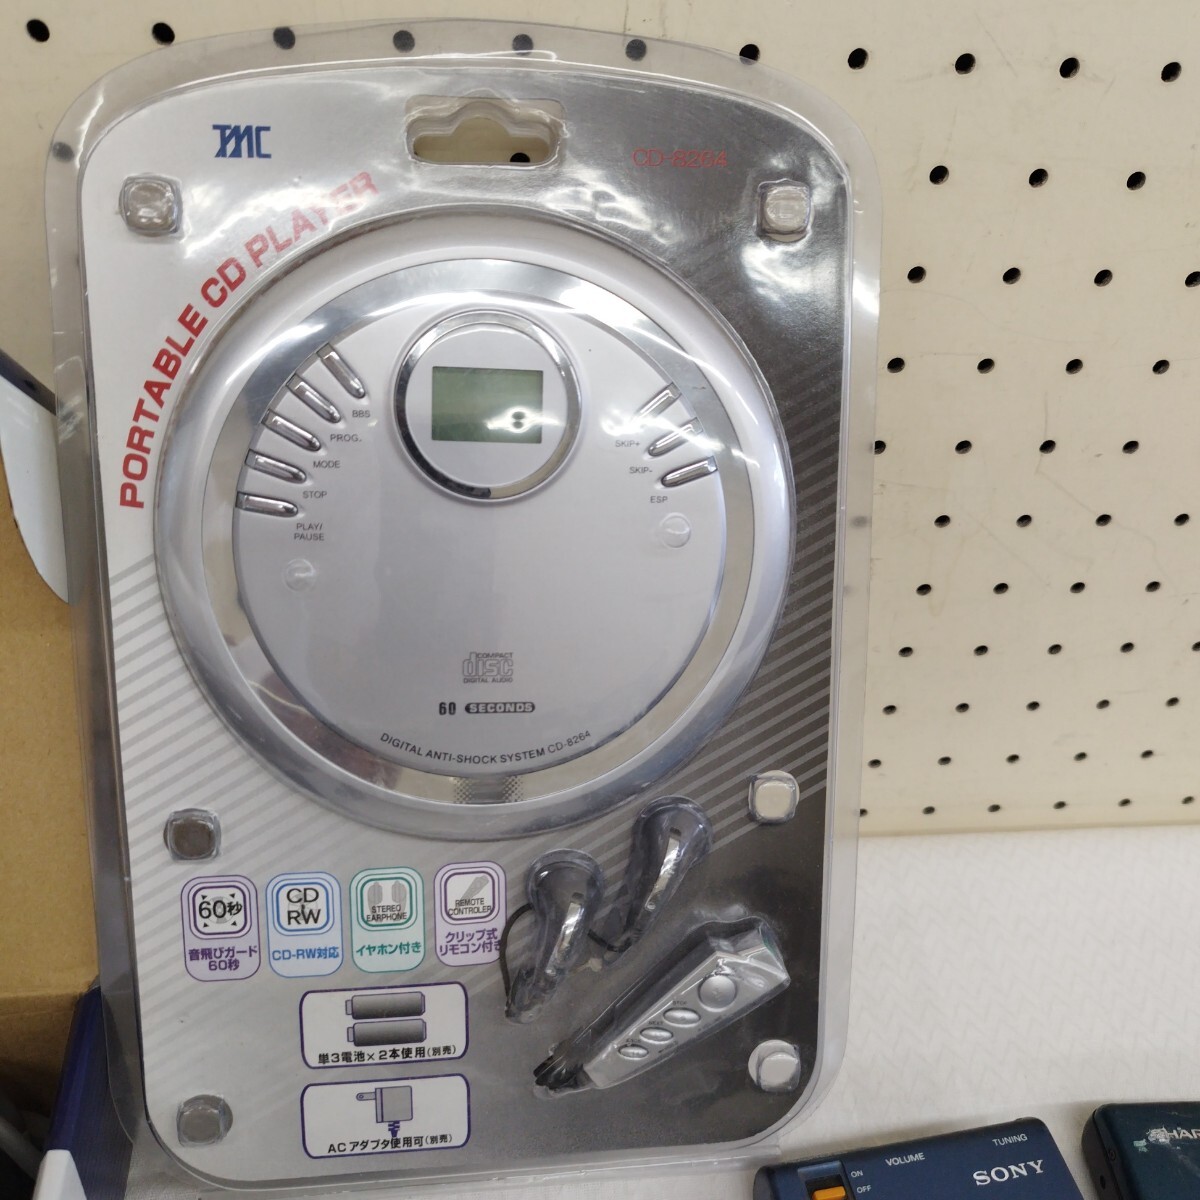 TMC
CD-8264
PORTABLE CD PLAYER
BBS
PROG.
MODE
STOP
PLAY/
PAUSE
SKIP+
SKIP-
ESP
COMPACT
disc
DIGITAL AUDIO
60 SECONDS
DIGITAL ANTI-SHOCK SYSTEM CD-8264
60秒
音飛びガード
60秒
CD
RW
CD-RW対応
STEREO
EARPHONE
イヤホン付き
REMOTE
CONTROLER
クリップ式
リモコン付き
STOP
単3電池×2本使用(別売)
ACアダプタ使用可(別売)
ON
OFF
VOLUME
TUNING
SONY
SHAR